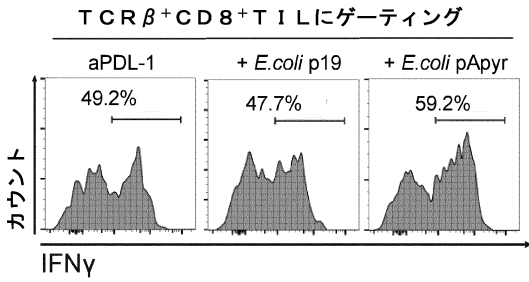 ＴＣＲβ⁺ＣＤ８⁺ＴＩＬにゲーティング
aPDL-1
+ E.coli p19
+ E.coli pApyr
49.2%
47.7%
59.2%
カウント
IFNγ